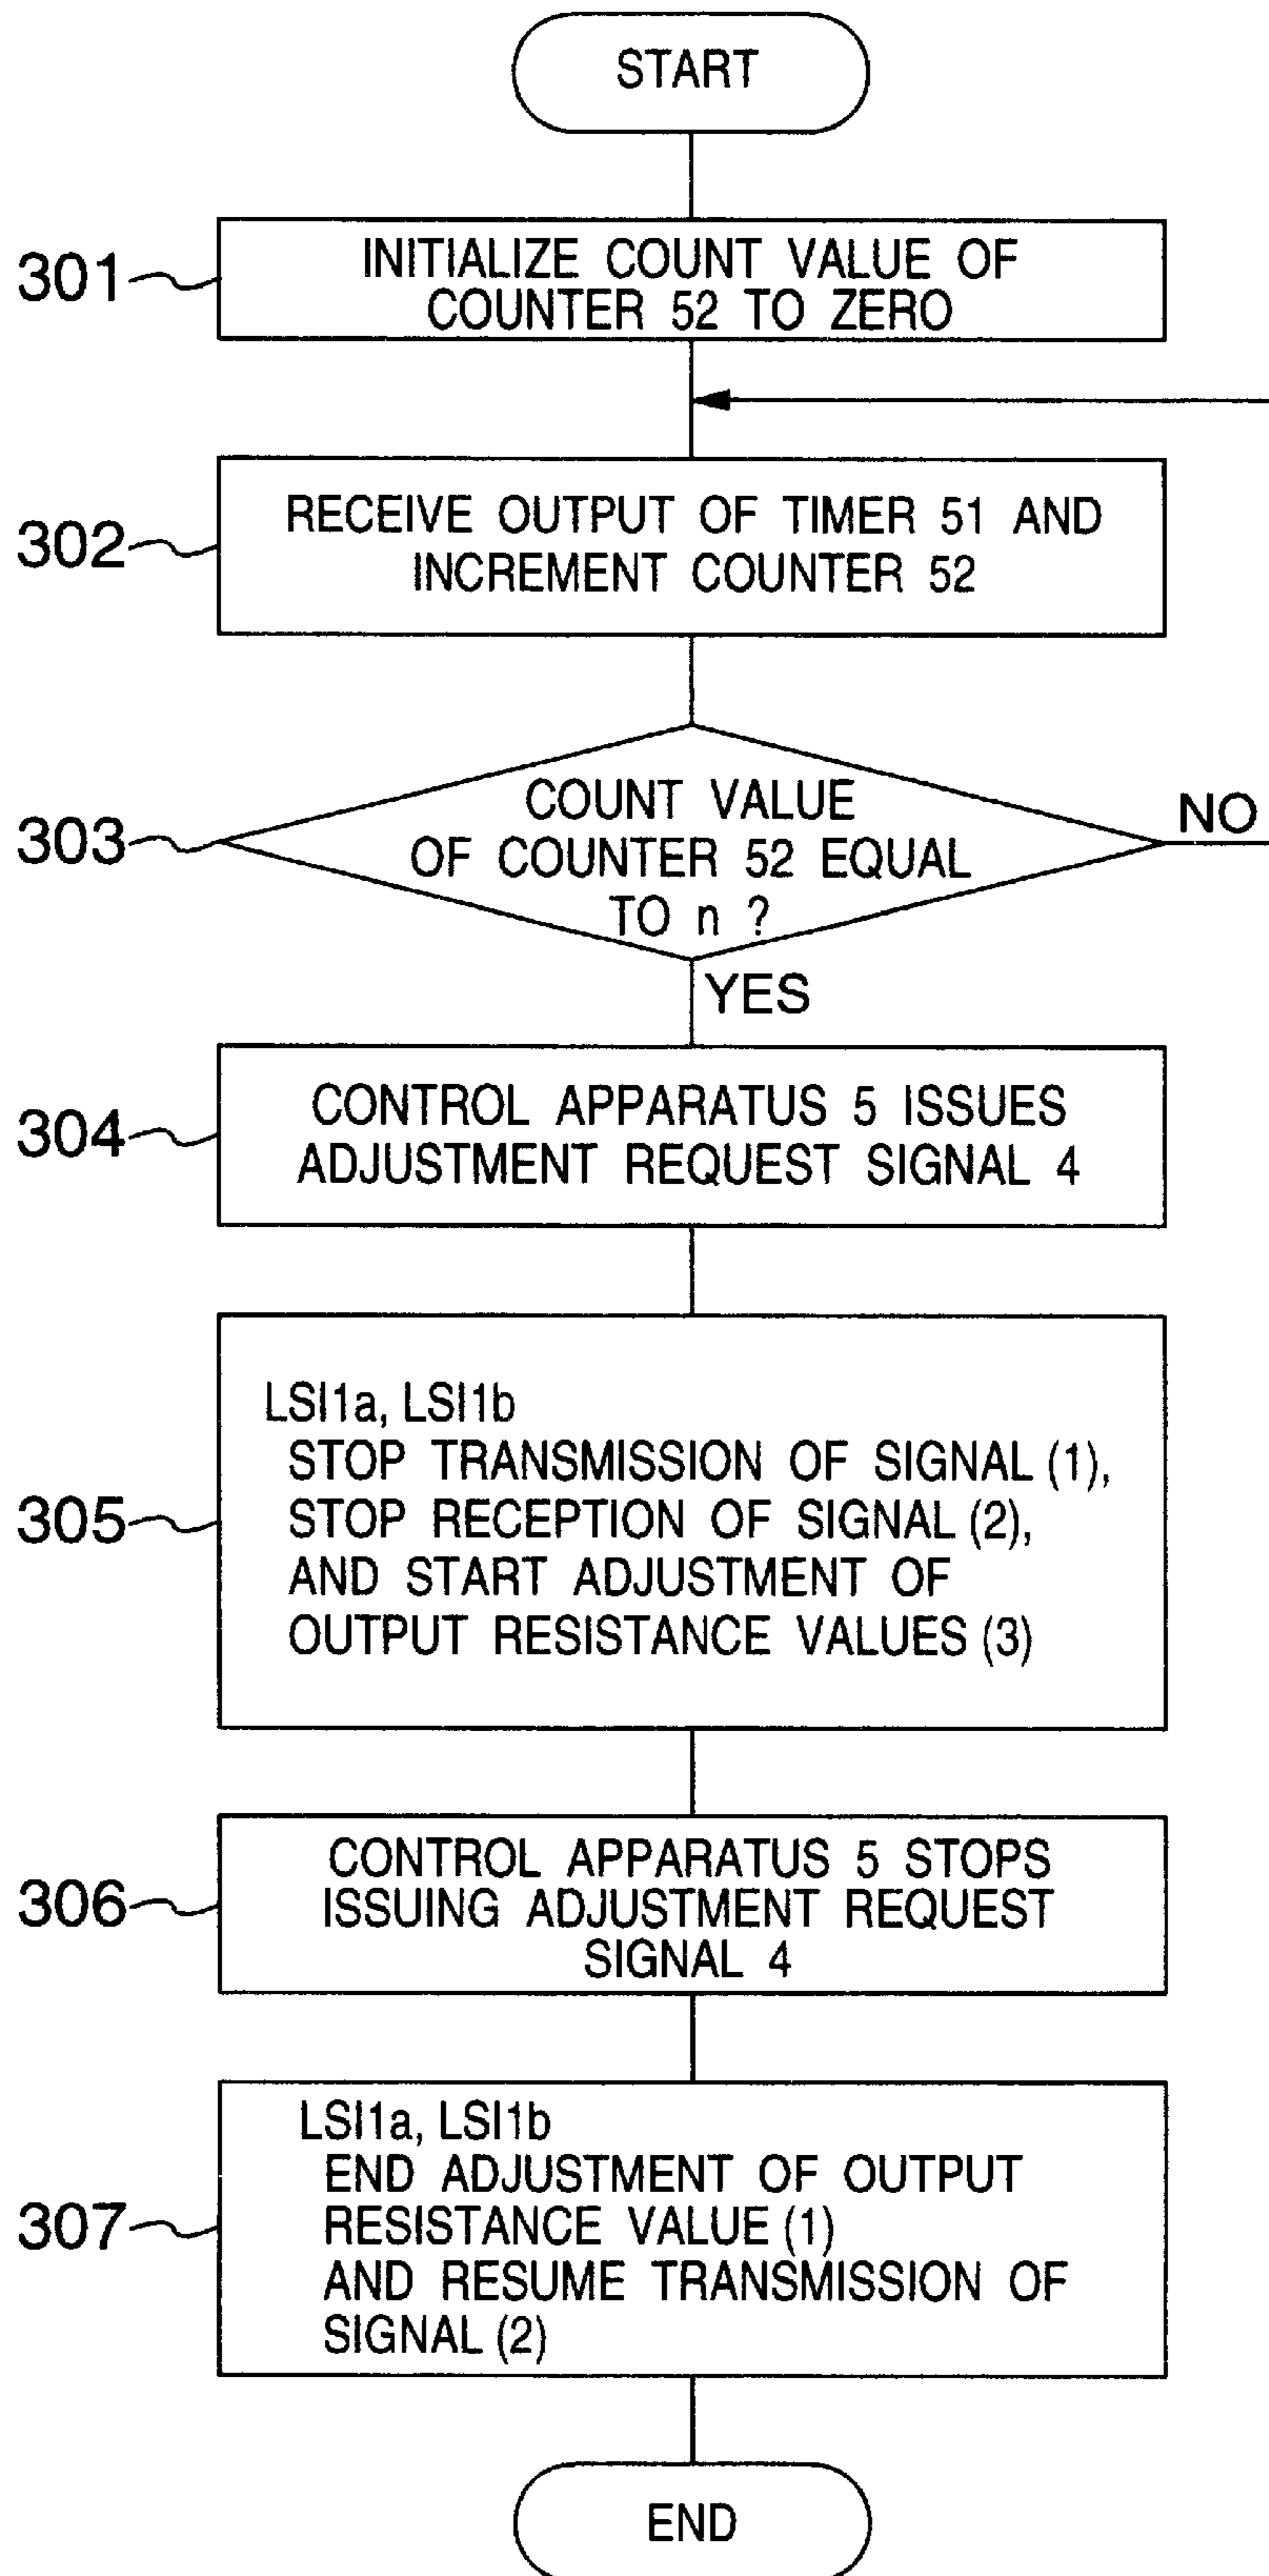 START
301
INITIALIZE COUNT VALUE OF
COUNTER 52 TO ZERO
302
RECEIVE OUTPUT OF TIMER 51 AND
INCREMENT COUNTER 52
303
COUNT VALUE
OF COUNTER 52 EQUAL
TO n ?
NO
YES
304
CONTROL APPARATUS 5 ISSUES
ADJUSTMENT REQUEST SIGNAL 4
305
LSI1a, LSI1b
STOP TRANSMISSION OF SIGNAL (1),
STOP RECEPTION OF SIGNAL (2),
AND START ADJUSTMENT OF
OUTPUT RESISTANCE VALUES (3)
306
CONTROL APPARATUS 5 STOPS
ISSUING ADJUSTMENT REQUEST
SIGNAL 4
307
LSI1a, LSI1b
END ADJUSTMENT OF OUTPUT
RESISTANCE VALUE (1)
AND RESUME TRANSMISSION OF
SIGNAL (2)
END